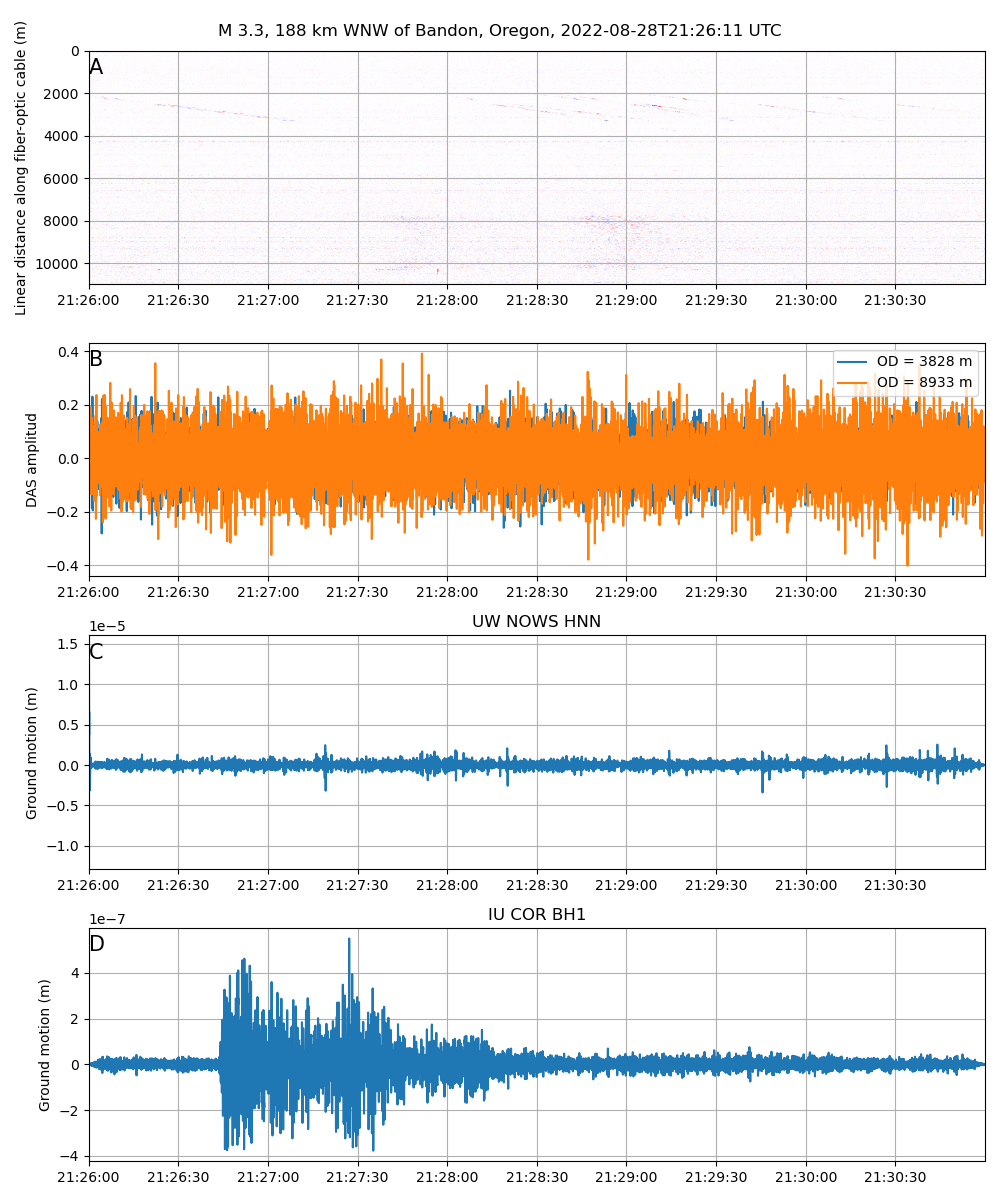 M 3.3, 188 km WNW of Bandon, Oregon, 2022-08-28T21:26:11 UTC
Linear distance along fiber-optic cable (m)
A
0
2000
4000
6000
8000
10000
21:26:00 21:26:30 21:27:00 21:27:30 21:28:00 21:28:30 21:29:00 21:29:30 21:30:00 21:30:30
DAS amplitud
B
OD = 3828 m
OD = 8933 m
0.4
0.2
0.0
−0.2
−0.4
21:26:00 21:26:30 21:27:00 21:27:30 21:28:00 21:28:30 21:29:00 21:29:30 21:30:00 21:30:30
UW NOWS HNN
1e−5
Ground motion (m)
C
1.5
1.0
0.5
0.0
−0.5
−1.0
21:26:00 21:26:30 21:27:00 21:27:30 21:28:00 21:28:30 21:29:00 21:29:30 21:30:00 21:30:30
IU COR BH1
1e−7
Ground motion (m)
D
4
2
0
−2
−4
21:26:00 21:26:30 21:27:00 21:27:30 21:28:00 21:28:30 21:29:00 21:29:30 21:30:00 21:30:30